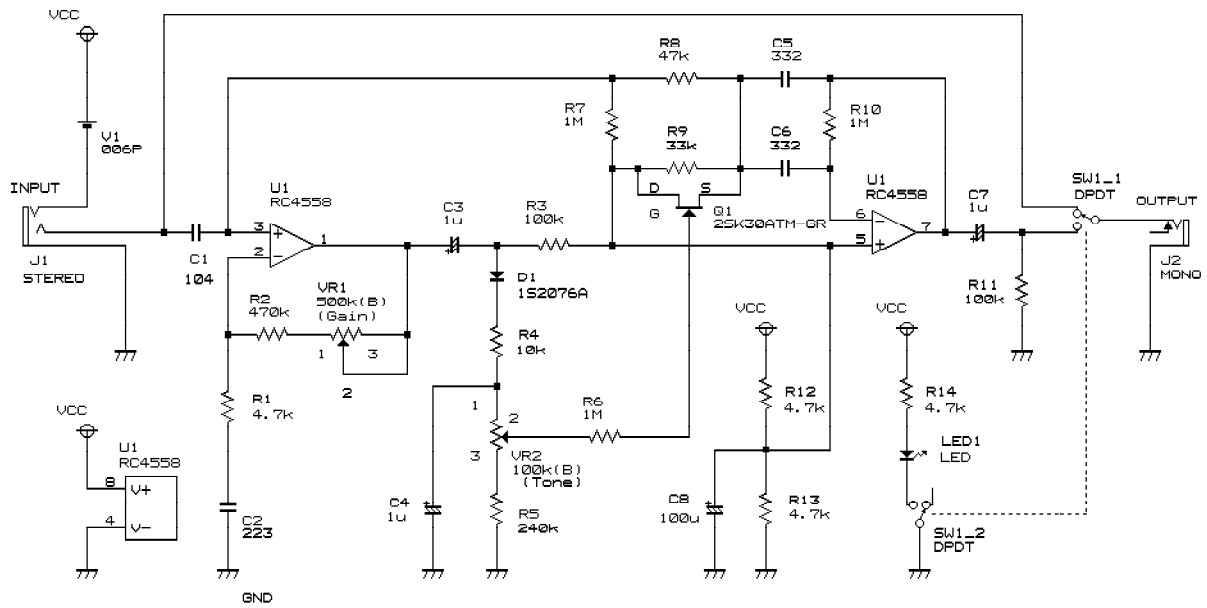 VCC
V1
006P
INPUT
J1
STEREO
C1
104
U1
RC4558
3
2
1
+
-
R2
470k
VR1
500k(B)
(Gain)
1
3
2
R1
4.7k
C2
223
GND
VCC
U1
RC4558
8
4
V+
V-
C3
1u
R3
100k
D1
1S2076A
R4
10k
1
2
3
VR2
100k(B)
(Tone)
R5
240k
C4
1u
+
R6
1M
R7
1M
R8
47k
R9
33k
C5
332
C6
332
R10
1M
D
S
G
Q1
2SK30ATM-GR
U1
RC4558
6
5
7
-
+
C7
1u
+
R11
100k
VCC
R12
4.7k
R13
4.7k
C8
100u
+
VCC
R14
4.7k
LED1
LED
SW1_2
DPDT
SW1_1
DPDT
OUTPUT
J2
MONO